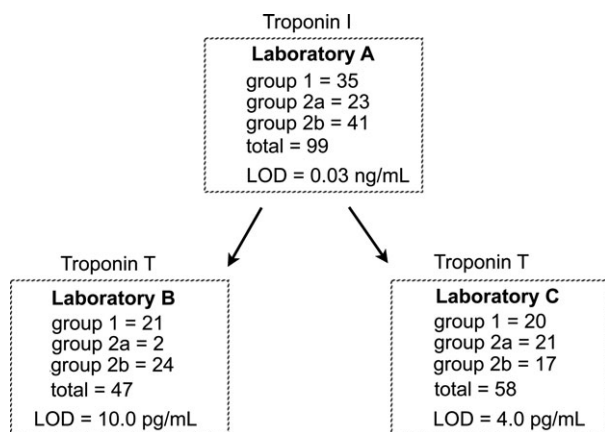 Troponin I
Laboratory A
group 1 = 35
group 2a = 23
group 2b = 41
total = 99
LOD = 0.03 ng/mL
Troponin T
Laboratory B
group 1 = 21
group 2a = 2
group 2b = 24
total = 47
LOD = 10.0 pg/mL
Troponin T
Laboratory C
group 1 = 20
group 2a = 21
group 2b = 17
total = 58
LOD = 4.0 pg/mL